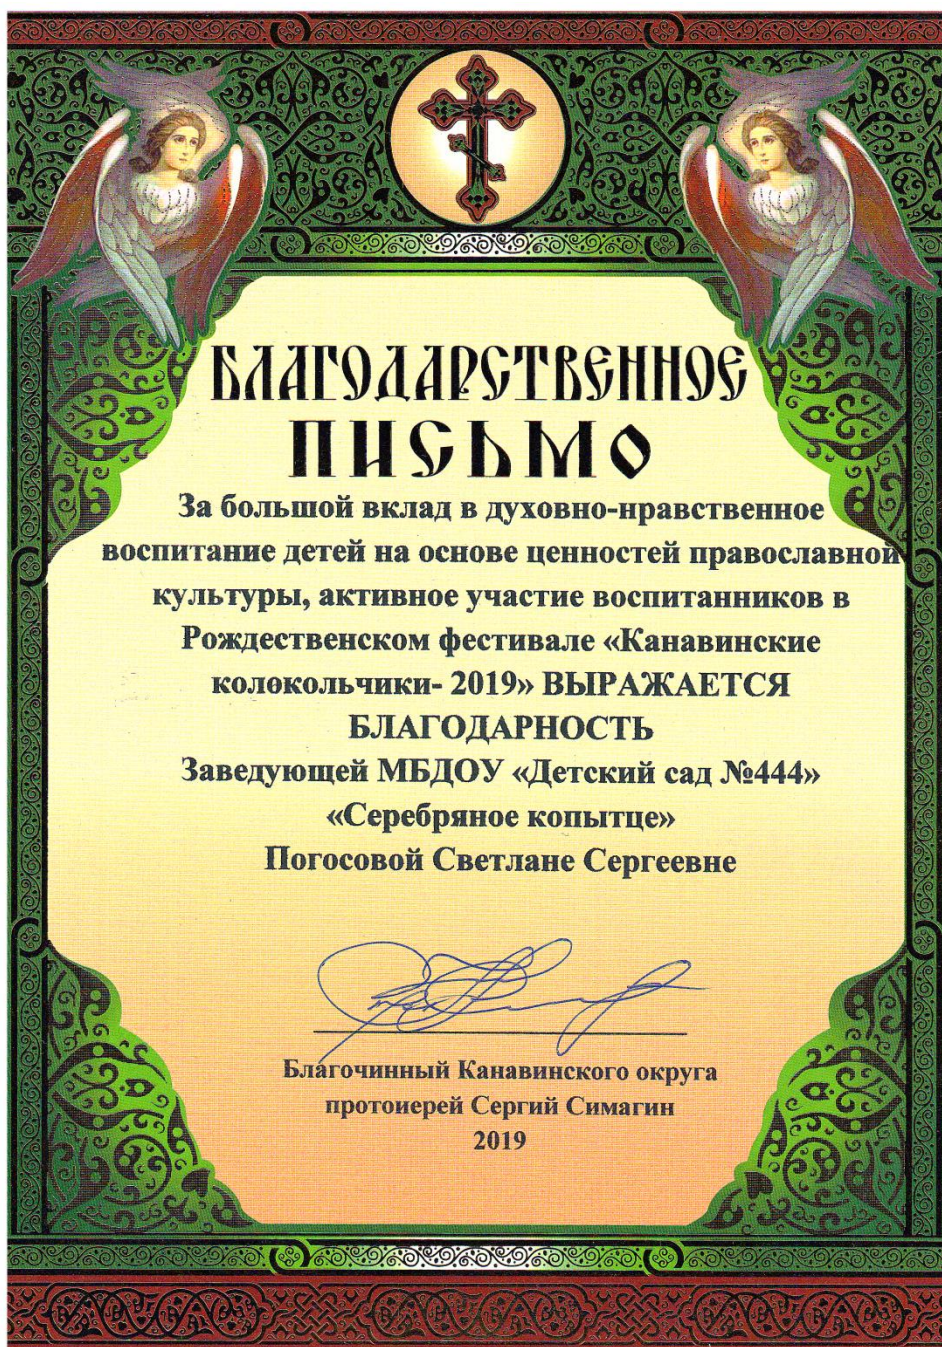 БЛАГОДАРСТВЕННОЕ
ПИСЬМО
За большой вклад в духовно-нравственное
воспитание детей на основе ценностей православной
культуры, активное участие воспитанников в
Рождественском фестивале «Канавинские
колокольчики- 2019» ВЫРАЖАЕТСЯ
БЛАГОДАРНОСТЬ
Заведующей МБДОУ «Детский сад №444»
«Серебряное копытце»
Погосовой Светлане Сергеевне
Благочинный Канавинского округа
протоиерей Сергий Симагин
2019